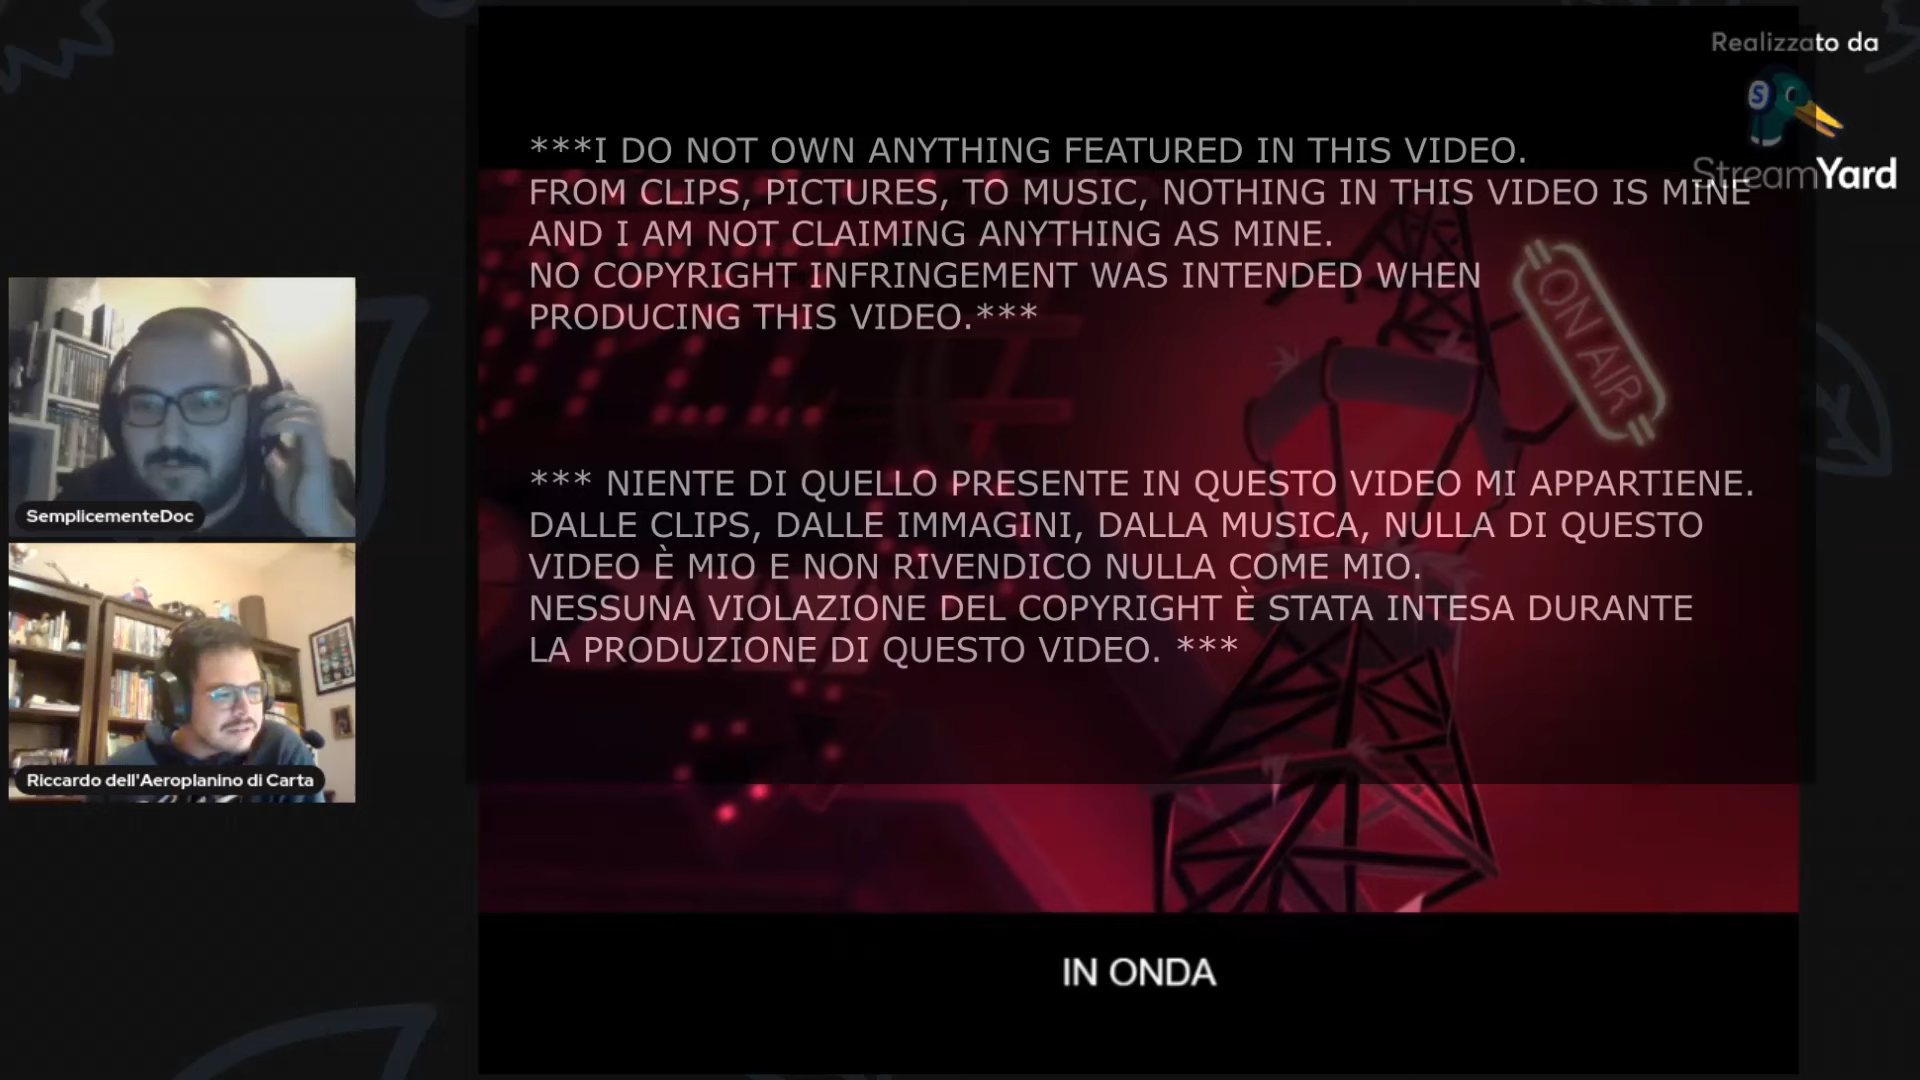 Realizzato da
StreamYard
***I DO NOT OWN ANYTHING FEATURED IN THIS VIDEO.
FROM CLIPS, PICTURES, TO MUSIC, NOTHING IN THIS VIDEO IS MINE
AND I AM NOT CLAIMING ANYTHING AS MINE.
NO COPYRIGHT INFRINGEMENT WAS INTENDED WHEN
PRODUCING THIS VIDEO.***
ON AIR
*** NIENTE DI QUELLO PRESENTE IN QUESTO VIDEO MI APPARTIENE.
DALLE CLIPS, DALLE IMMAGINI, DALLA MUSICA, NULLA DI QUESTO
VIDEO È MIO E NON RIVENDICO NULLA COME MIO.
NESSUNA VIOLAZIONE DEL COPYRIGHT È STATA INTESA DURANTE
LA PRODUZIONE DI QUESTO VIDEO. ***
SemplicementeDoc
Riccardo dell'Aeroplanino di Carta
IN ONDA